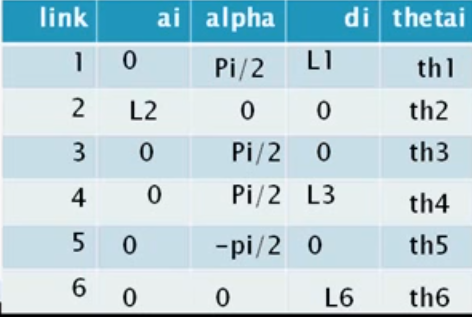 link ai alpha di thetai
1 0 Pi/2 L1 th1
2 L2 0 0 th2
3 0 Pi/2 0 th3
4 0 Pi/2 L3 th4
5 0 -pi/2 0 th5
6 0 0 L6 th6